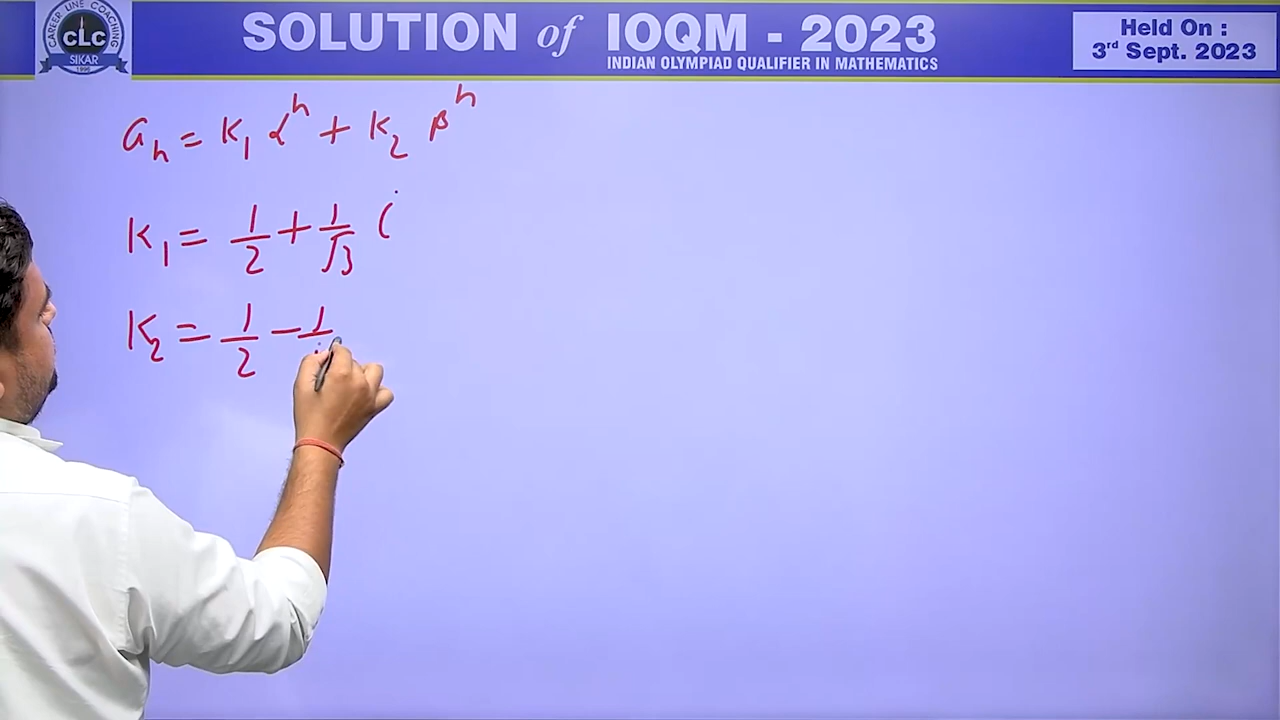 CAREER LINE COACHING
CLC
SIKAR
1996
SOLUTION of IOQM - 2023
INDIAN OLYMPIAD QUALIFIER IN MATHEMATICS
Held On :
3rd Sept. 2023
aₙ = K₁ αⁿ + K₂ βⁿ
K₁ = 1/2 + 1/√3 i
K₂ = 1/2 - 1